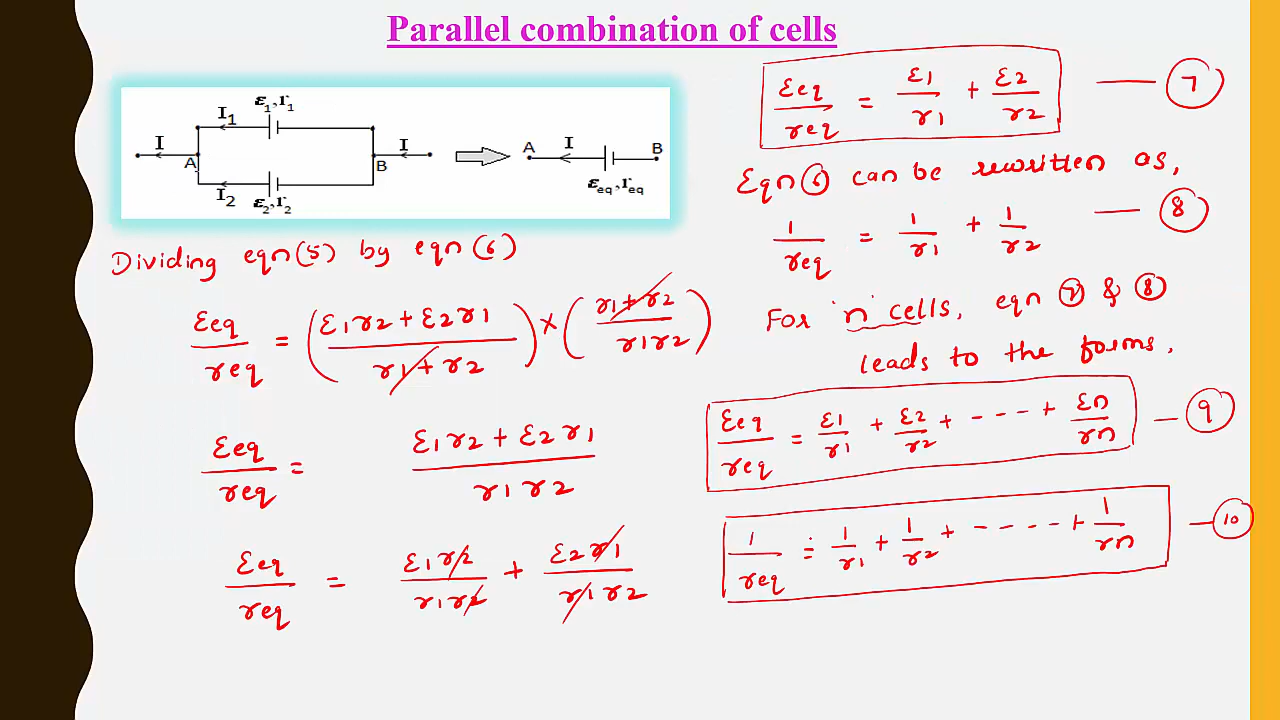 Parallel combination of cells
ε1, r1
I1
I
A
I
B
I2
ε2, r2
A
I
B
εeq, req
Dividing eqn(5) by eqn(6)
εeq/req = (ε1r2 + ε2r1 / r1 + r2) × (r1 + r2 / r1r2)
εeq/req = ε1r2 + ε2r1 / r1r2
εeq/req = ε1r2/r1r2 + ε2r1/r1r2
εeq/req = ε1/r1 + ε2/r2 — 7
Eqn 6 can be rewritten as,
1/req = 1/r1 + 1/r2 — 8
For 'n' cells, eqn 7 & 8
leads to the forms,
εeq/req = ε1/r1 + ε2/r2 + ---- + εn/rn — 9
1/req = 1/r1 + 1/r2 + ----- + 1/rn — 10